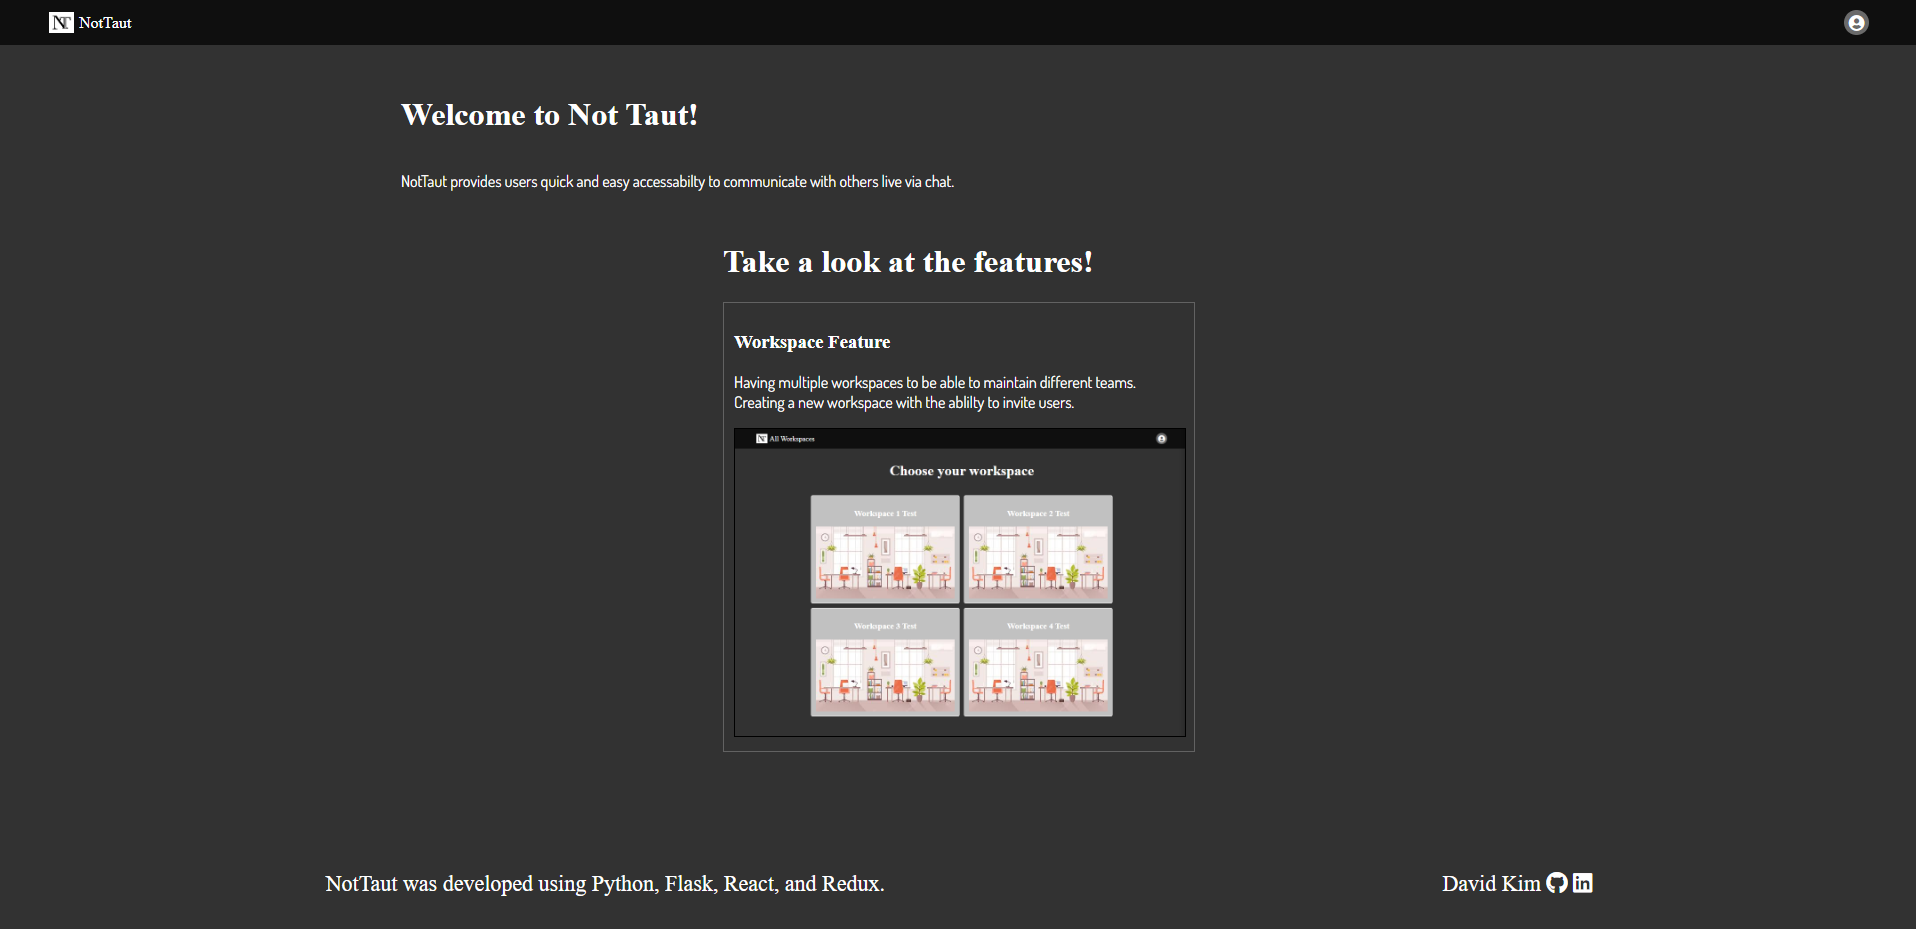 NT NotTaut
Welcome to Not Taut!
NotTaut provides users quick and easy accessabilty to communicate with others live via chat.
Take a look at the features!
Workspace Feature
Having multiple workspaces to be able to maintain different teams.
Creating a new workspace with the ablilty to invite users.
NT All Workspaces
Choose your workspace
Workspace 1 Test
Workspace 2 Test
Workspace 3 Test
Workspace 4 Test
NotTaut was developed using Python, Flask, React, and Redux.
David Kim in